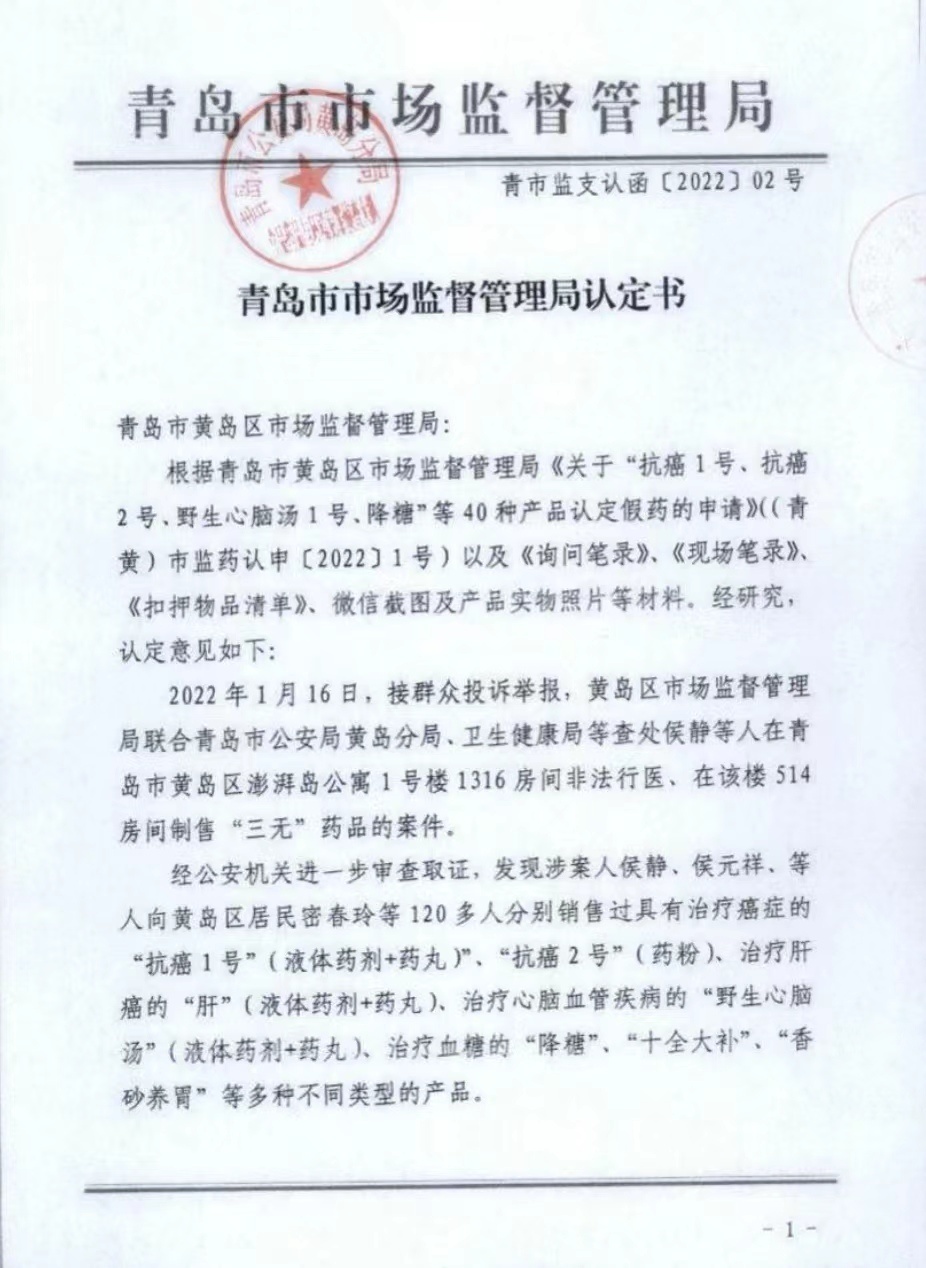 青岛市市场监督管理局
青岛市公安局黄岛分局
青市监支认函〔2022〕02号
青岛市市场监督管理局认定书
青岛市黄岛区市场监督管理局：
根据青岛市黄岛区市场监督管理局《关于“抗癌1号、抗癌
2号、野生心脑汤1号、降糖”等40种产品认定假药的申请》(（青
黄）市监药认申〔2022〕1号）以及《询问笔录》、《现场笔录》、
《扣押物品清单》、微信截图及产品实物照片等材料。经研究，
认定意见如下：
2022年1月16日，接群众投诉举报，黄岛区市场监督管理
局联合青岛市公安局黄岛分局、卫生健康局等查处侯静等人在青
岛市黄岛区澎湃岛公寓1号楼1316房间非法行医、在该楼514
房间制售“三无”药品的案件。
经公安机关进一步审查取证，发现涉案人侯静、侯元祥、等
人向黄岛区居民密春玲等120多人分别销售过具有治疗癌症的
“抗癌1号”（液体药剂+药丸）”、“抗癌2号”（药粉）、治疗肝
癌的“肝”（液体药剂+药丸）、治疗心脑血管疾病的“野生心脑
汤”（液体药剂+药丸）、治疗血糖的“降糖”、“十全大补”、“香
砂养胃”等多种不同类型的产品。
- 1 -